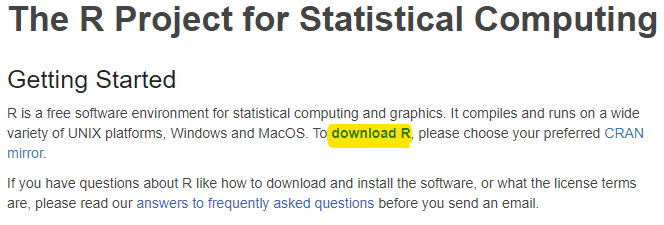 The R Project for Statistical Computing
Getting Started
R is a free software environment for statistical computing and graphics. It compiles and runs on a wide
variety of UNIX platforms, Windows and MacOS. To download R, please choose your preferred CRAN
mirror.
If you have questions about R like how to download and install the software, or what the license terms
are, please read our answers to frequently asked questions before you send an email.